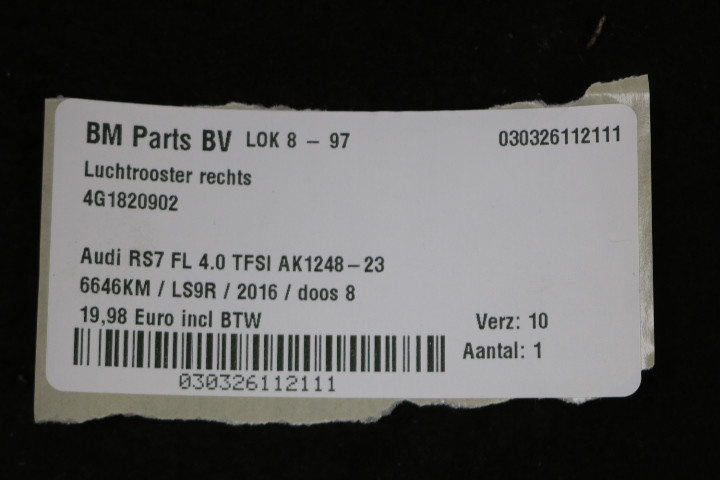 BM Parts BV LOK 8 - 97 030326112111
Luchtrooster rechts
4G1820902
Audi RS7 FL 4.0 TFSI AK1248-23
6646KM / LS9R / 2016 / doos 8
19,98 Euro incl BTW Verz: 10
Aantal: 1
030326112111